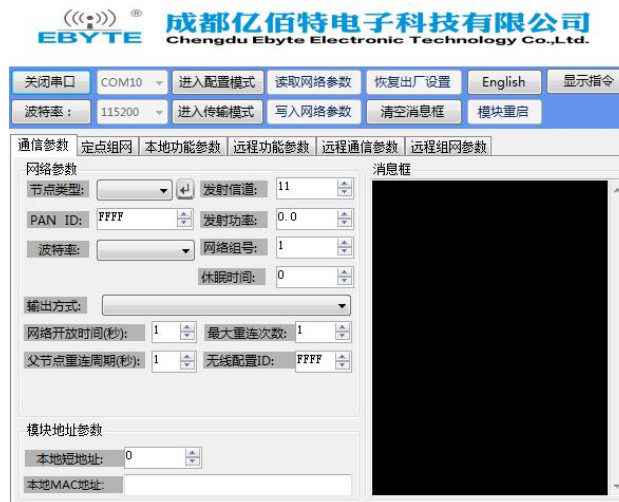 ((·)) ®
EBYTE 成都亿佰特电子科技有限公司
Chengdu Ebyte Electronic Technology Co.,Ltd.
关闭串口 COM10 进入配置模式 读取网络参数 恢复出厂设置 English 显示指令
波特率： 115200 进入传输模式 写入网络参数 清空消息框 模块重启
通信参数 定点组网 本地功能参数 远程功能参数 远程通信参数 远程组网参数
网络参数 消息框
节点类型: 发射信道: 11
PAN ID: FFFF 发射功率: 0.0
波特率: 网络组号: 1
休眠时间: 0
输出方式:
网络开放时间(秒): 1 最大重连次数: 1
父节点重连周期(秒): 1 无线配置ID: FFFF
模块地址参数
本地短地址: 0
本地MAC地址: